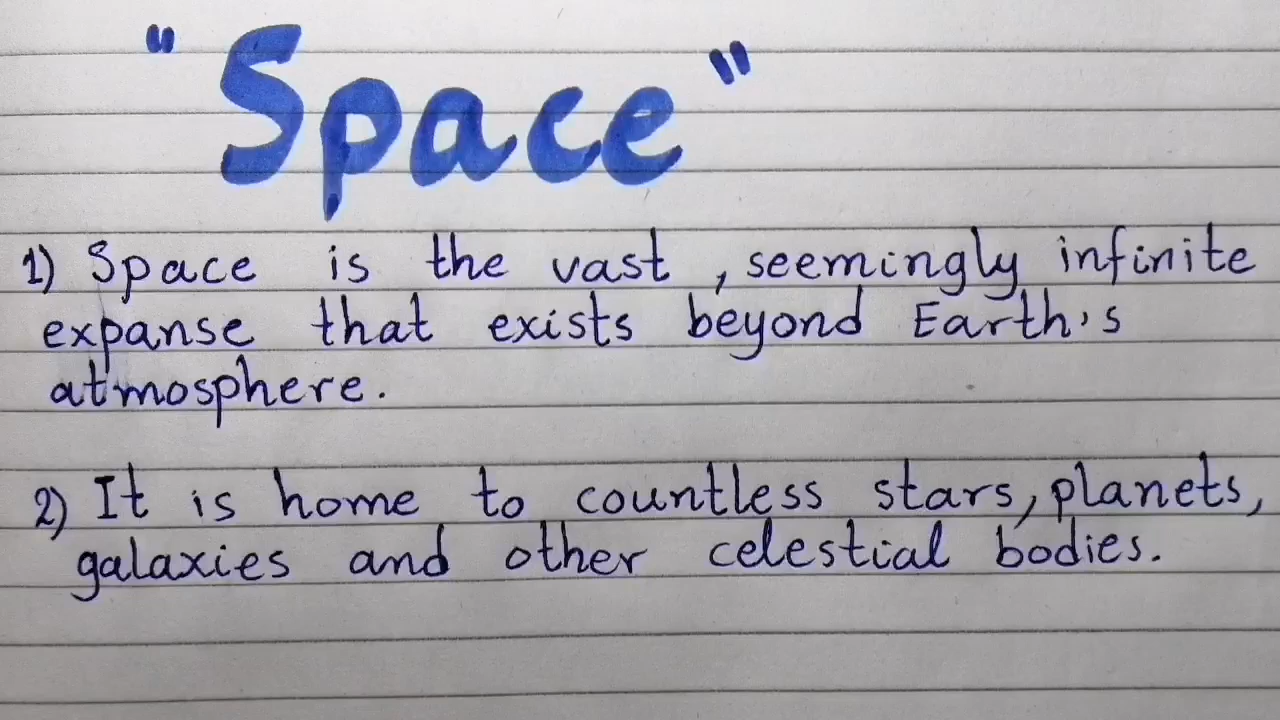 "Space"
1) Space is the vast , seemingly infinite
expanse that exists beyond Earth's
atmosphere.
2) It is home to countless stars, planets,
galaxies and other celestial bodies.